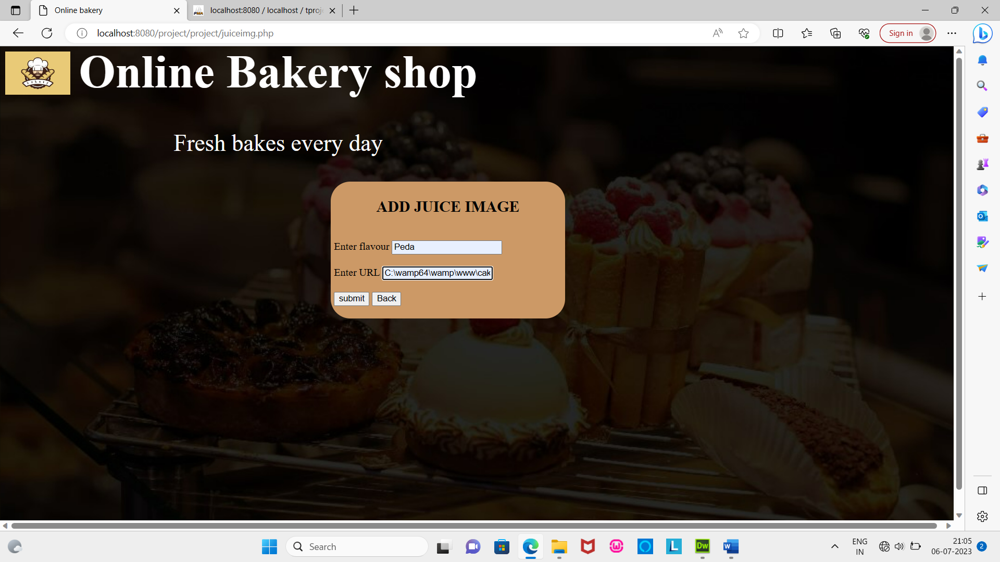 Online bakery
localhost:8080 / localhost / tproj
localhost:8080/project/project/juiceimg.php
Sign in
bakery
Online Bakery shop
Fresh bakes every day
ADD JUICE IMAGE
Enter flavour Peda
Enter URL C:\wamp64\wamp\www\cak
submit Back
Search
Dw
W
L
ENG
IN
21:05
06-07-2023
2